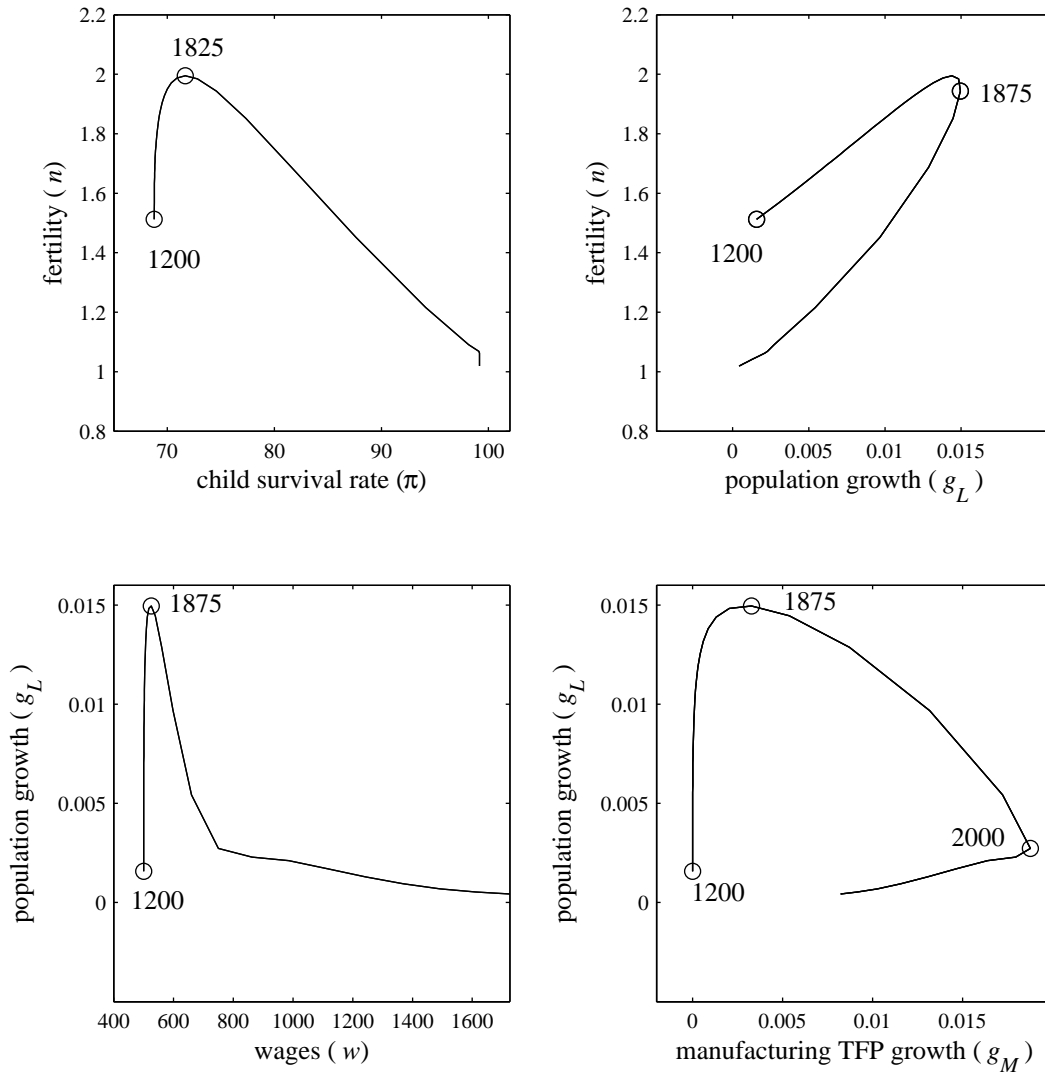 2.2
2
1.8
1.6
1.4
1.2
1
0.8
fertility ( n)
1825
1200
70 80 90 100
child survival rate (π)
2.2
2
1.8
1.6
1.4
1.2
1
0.8
fertility ( n)
1875
1200
0 0.005 0.01 0.015
population growth ( g_L )
0.015
0.01
0.005
0
population growth ( g_L )
1875
1200
400 600 800 1000 1200 1400 1600
wages ( w)
0.015
0.01
0.005
0
population growth ( g_L )
1875
2000
1200
0 0.005 0.01 0.015
manufacturing TFP growth ( g_M )